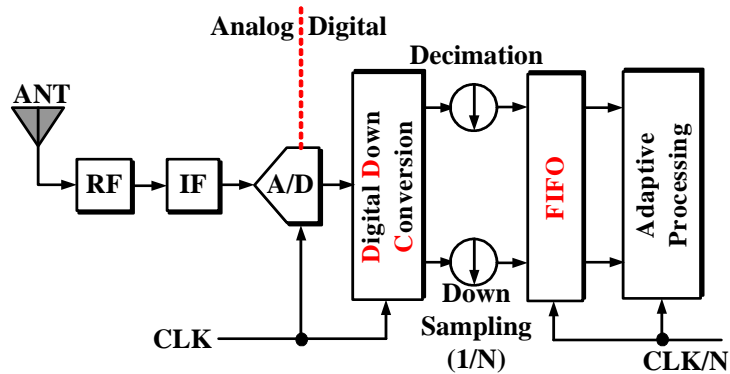 Analog Digital
Decimation
ANT
RF
IF
A/D
Digital Down
Conversion
FIFO
Adaptive
Processing
Down
Sampling
(1/N)
CLK
CLK/N